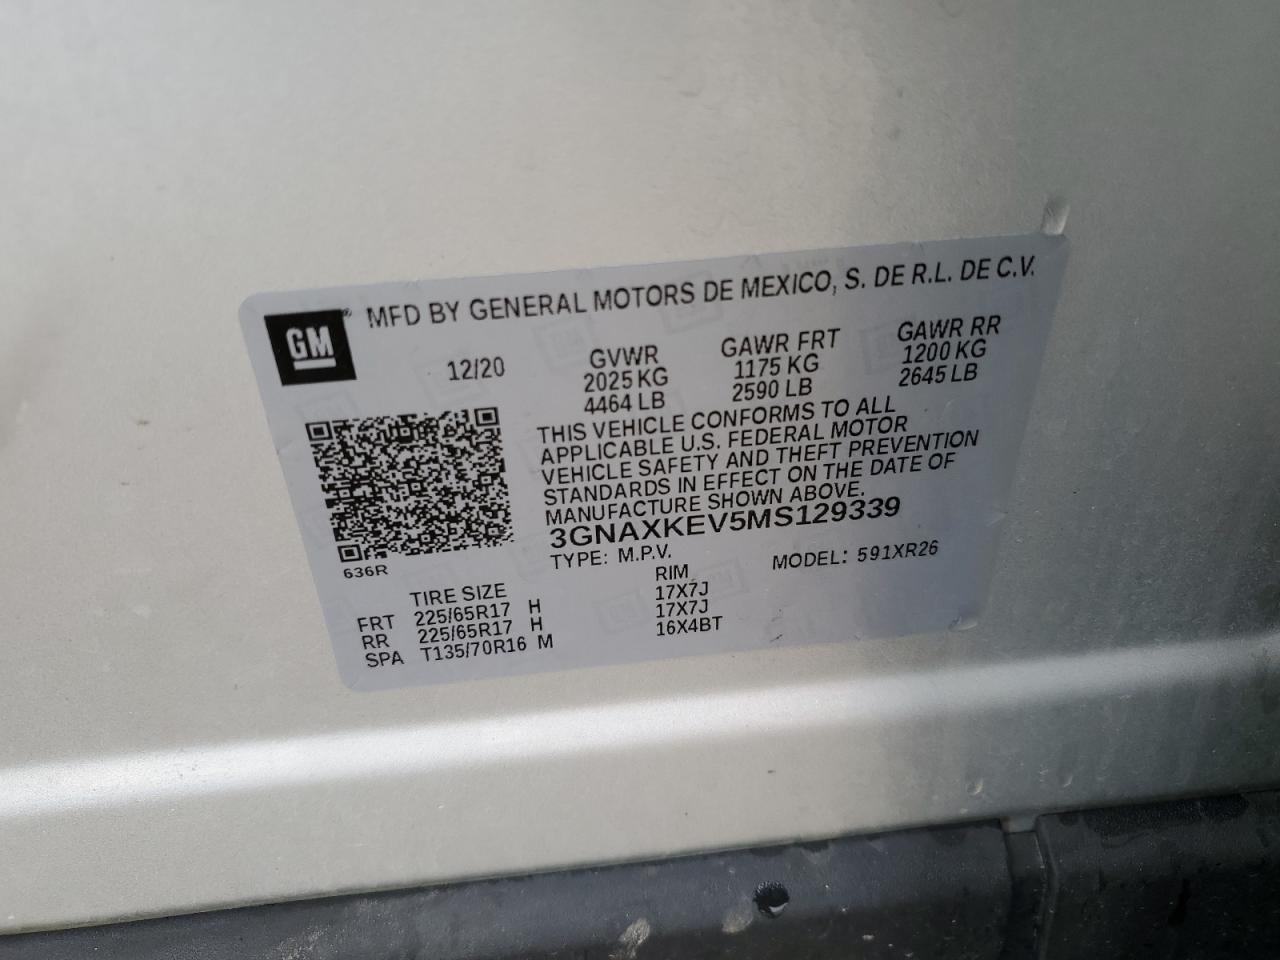 GM® MFD BY GENERAL MOTORS DE MEXICO, S. DE R.L. DE C.V.
12/20 GVWR GAWR FRT GAWR RR
2025 KG 1175 KG 1200 KG
4464 LB 2590 LB 2645 LB
THIS VEHICLE CONFORMS TO ALL
APPLICABLE U.S. FEDERAL MOTOR
VEHICLE SAFETY AND THEFT PREVENTION
STANDARDS IN EFFECT ON THE DATE OF
MANUFACTURE SHOWN ABOVE.
3GNAXKEV5MS129339
TYPE: M.P.V. MODEL: 591XR26
636R
TIRE SIZE RIM
FRT 225/65R17 H 17X7J
RR 225/65R17 H 17X7J
SPA T135/70R16 M 16X4BT